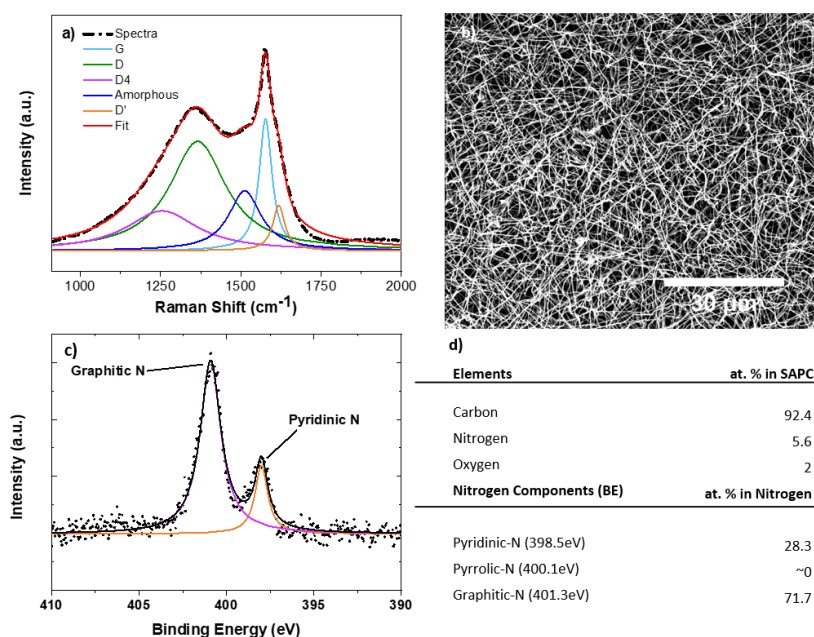 a)
Spectra
G
D
D4
Amorphous
D'
Fit
Intensity (a.u.)
1000 1250 1500 1750 2000
Raman Shift (cm⁻¹)
b)
30 µm
c)
Graphitic N
Pyridinic N
Intensity (a.u.)
410 405 400 395 390
Binding Energy (eV)
d)
Elements at. % in SAPC
Carbon 92.4
Nitrogen 5.6
Oxygen 2
Nitrogen Components (BE) at. % in Nitrogen
Pyridinic-N (398.5eV) 28.3
Pyrrolic-N (400.1eV) ~0
Graphitic-N (401.3eV) 71.7